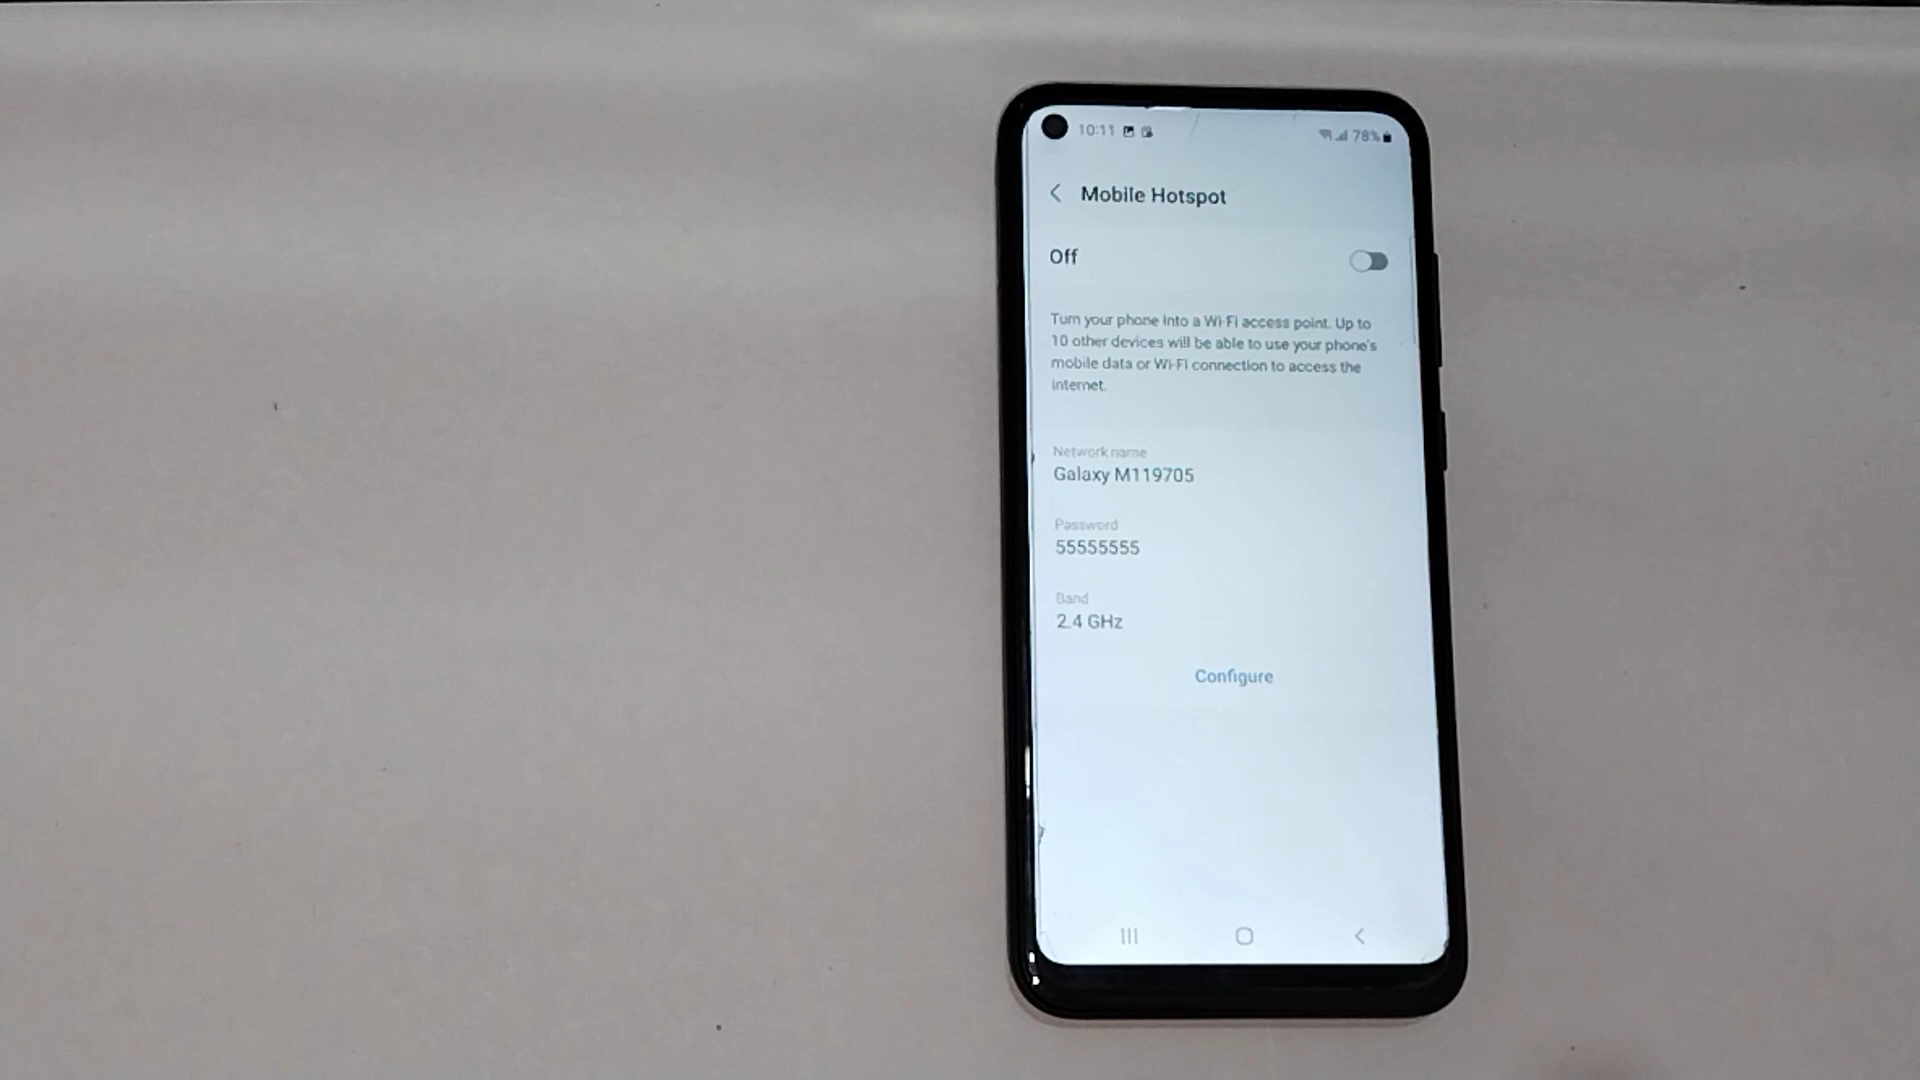 10:11 78%
Mobile Hotspot
Off
Turn your phone into a Wi-Fi access point. Up to
10 other devices will be able to use your phone's
mobile data or Wi-Fi connection to access the
internet.
Network name
Galaxy M119705
Password
55555555
Band
2.4 GHz
Configure